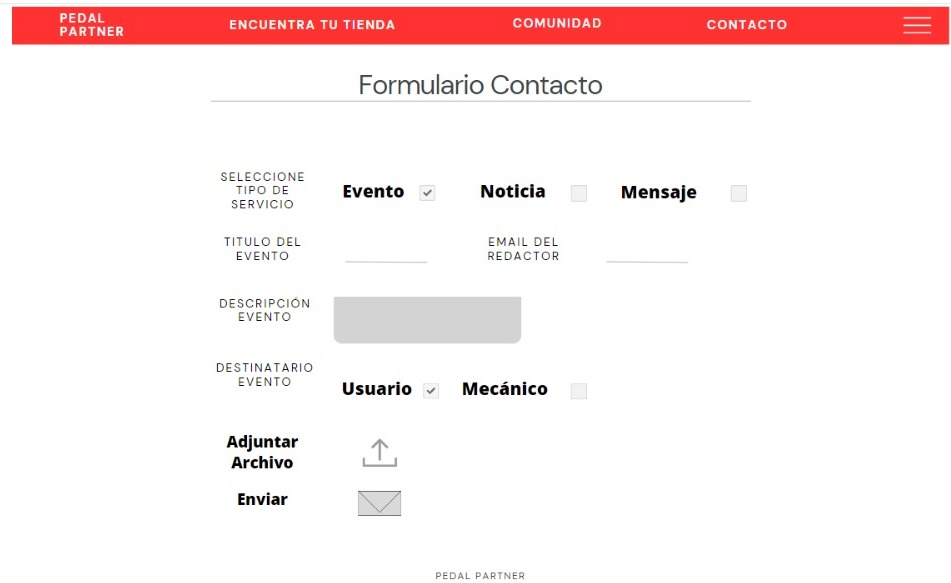 PEDAL
PARTNER
ENCUENTRA TU TIENDA
COMUNIDAD
CONTACTO
Formulario Contacto
SELECCIONE
TIPO DE
SERVICIO
Evento
Noticia
Mensaje
TITULO DEL
EVENTO
EMAIL DEL
REDACTOR
DESCRIPCIÓN
EVENTO
DESTINATARIO
EVENTO
Usuario
Mecánico
Adjuntar
Archivo
Enviar
PEDAL PARTNER